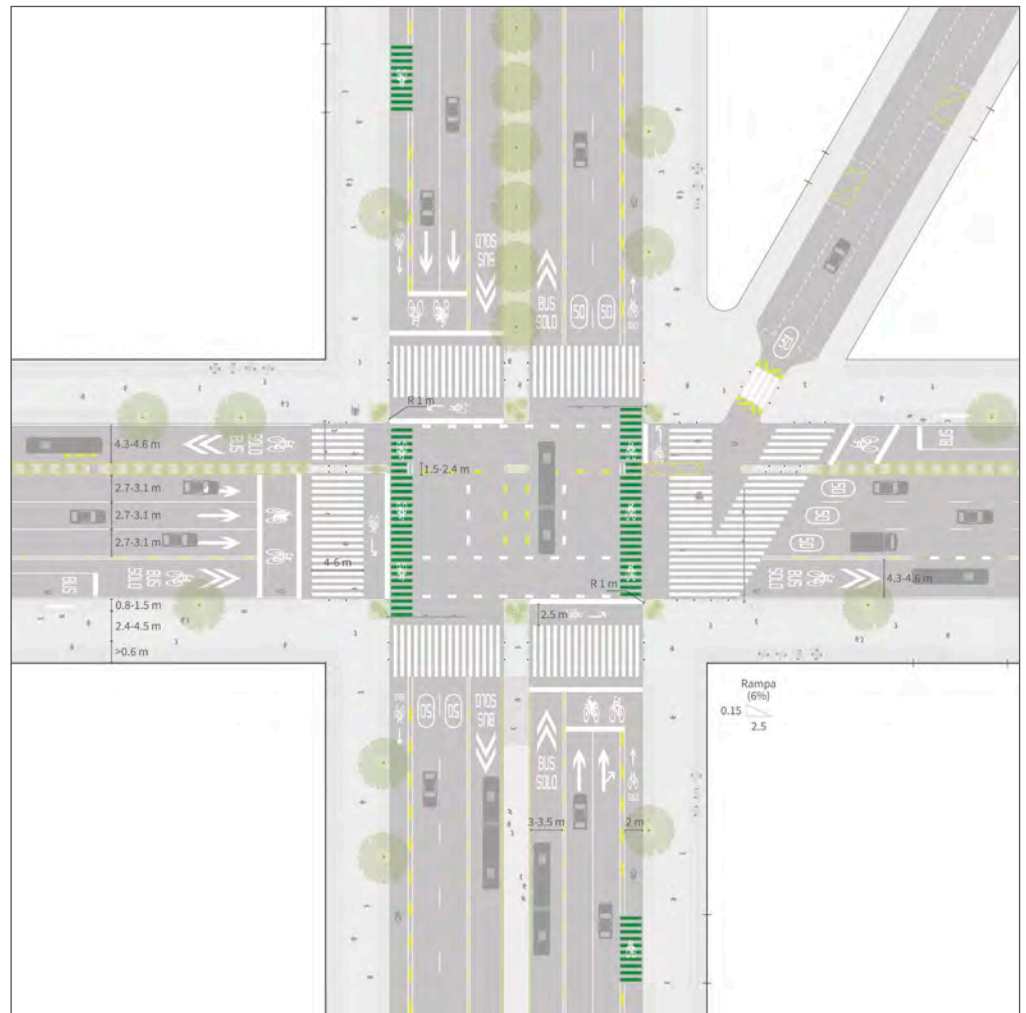 SOLO
BUS
BUS
SOLO
50
50
50
R 1 m
4.3-4.6 m
SOLO
BUS
BUS
1.5-2.4 m
2.7-3.1 m
50
2.7-3.1 m
50
2.7-3.1 m
50
4-6 m
BUS
SOLO
BUS
SOLO
BUS
4.3-4.6 m
R 1 m
0.8-1.5 m
2.5 m
2.4-4.5 m
>0.6 m
Rampa
(6%)
0.15
2.5
50
50
SOLO
BUS
BUS
SOLO
3-3.5 m
2 m